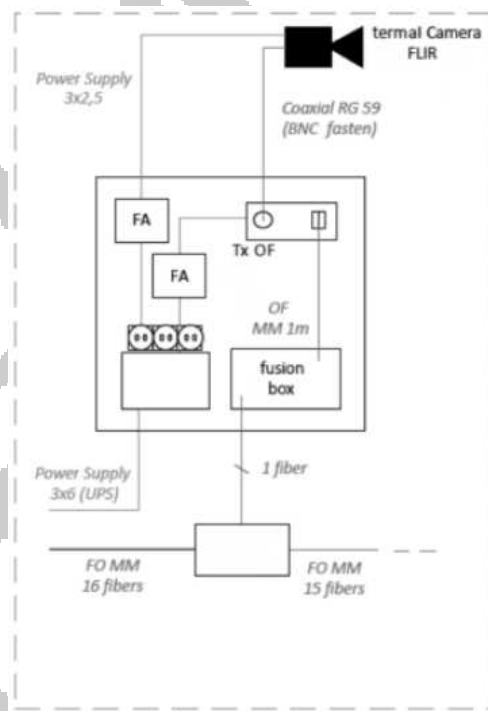 termal Camera
FLIR
Power Supply
3x2,5
Coaxial RG 59
(BNC fasten)
FA
Tx OF
FA
OF
MM 1m
fusion
box
Power Supply
3x6 (UPS)
1 fiber
FO MM
16 fibers
FO MM
15 fibers